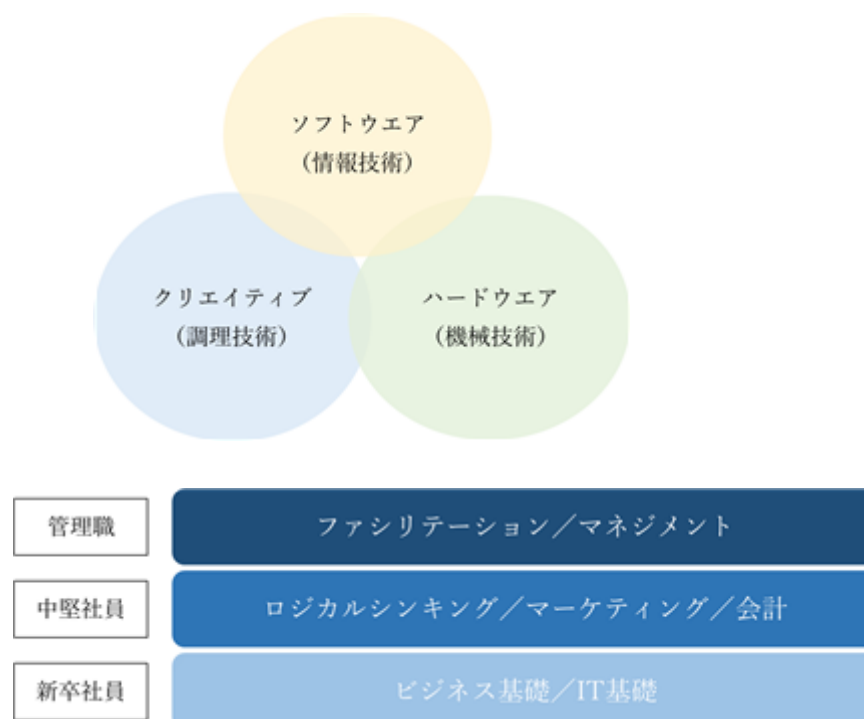 ソフトウエア
（情報技術）
クリエイティブ
（調理技術）
ハードウエア
（機械技術）
管理職
ファシリテーション／マネジメント
中堅社員
ロジカルシンキング／マーケティング／会計
新卒社員
ビジネス基礎／IT基礎